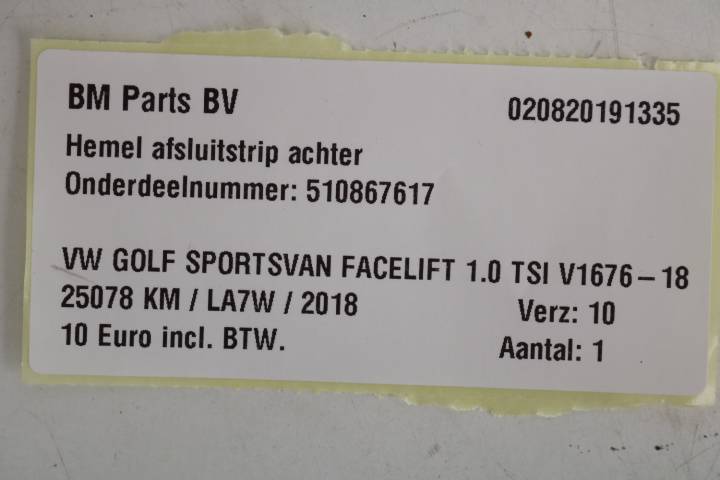 BM Parts BV 020820191335
Hemel afsluitstrip achter
Onderdeelnummer: 510867617
VW GOLF SPORTSVAN FACELIFT 1.0 TSI V1676-18
25078 KM / LA7W / 2018 Verz: 10
10 Euro incl. BTW. Aantal: 1